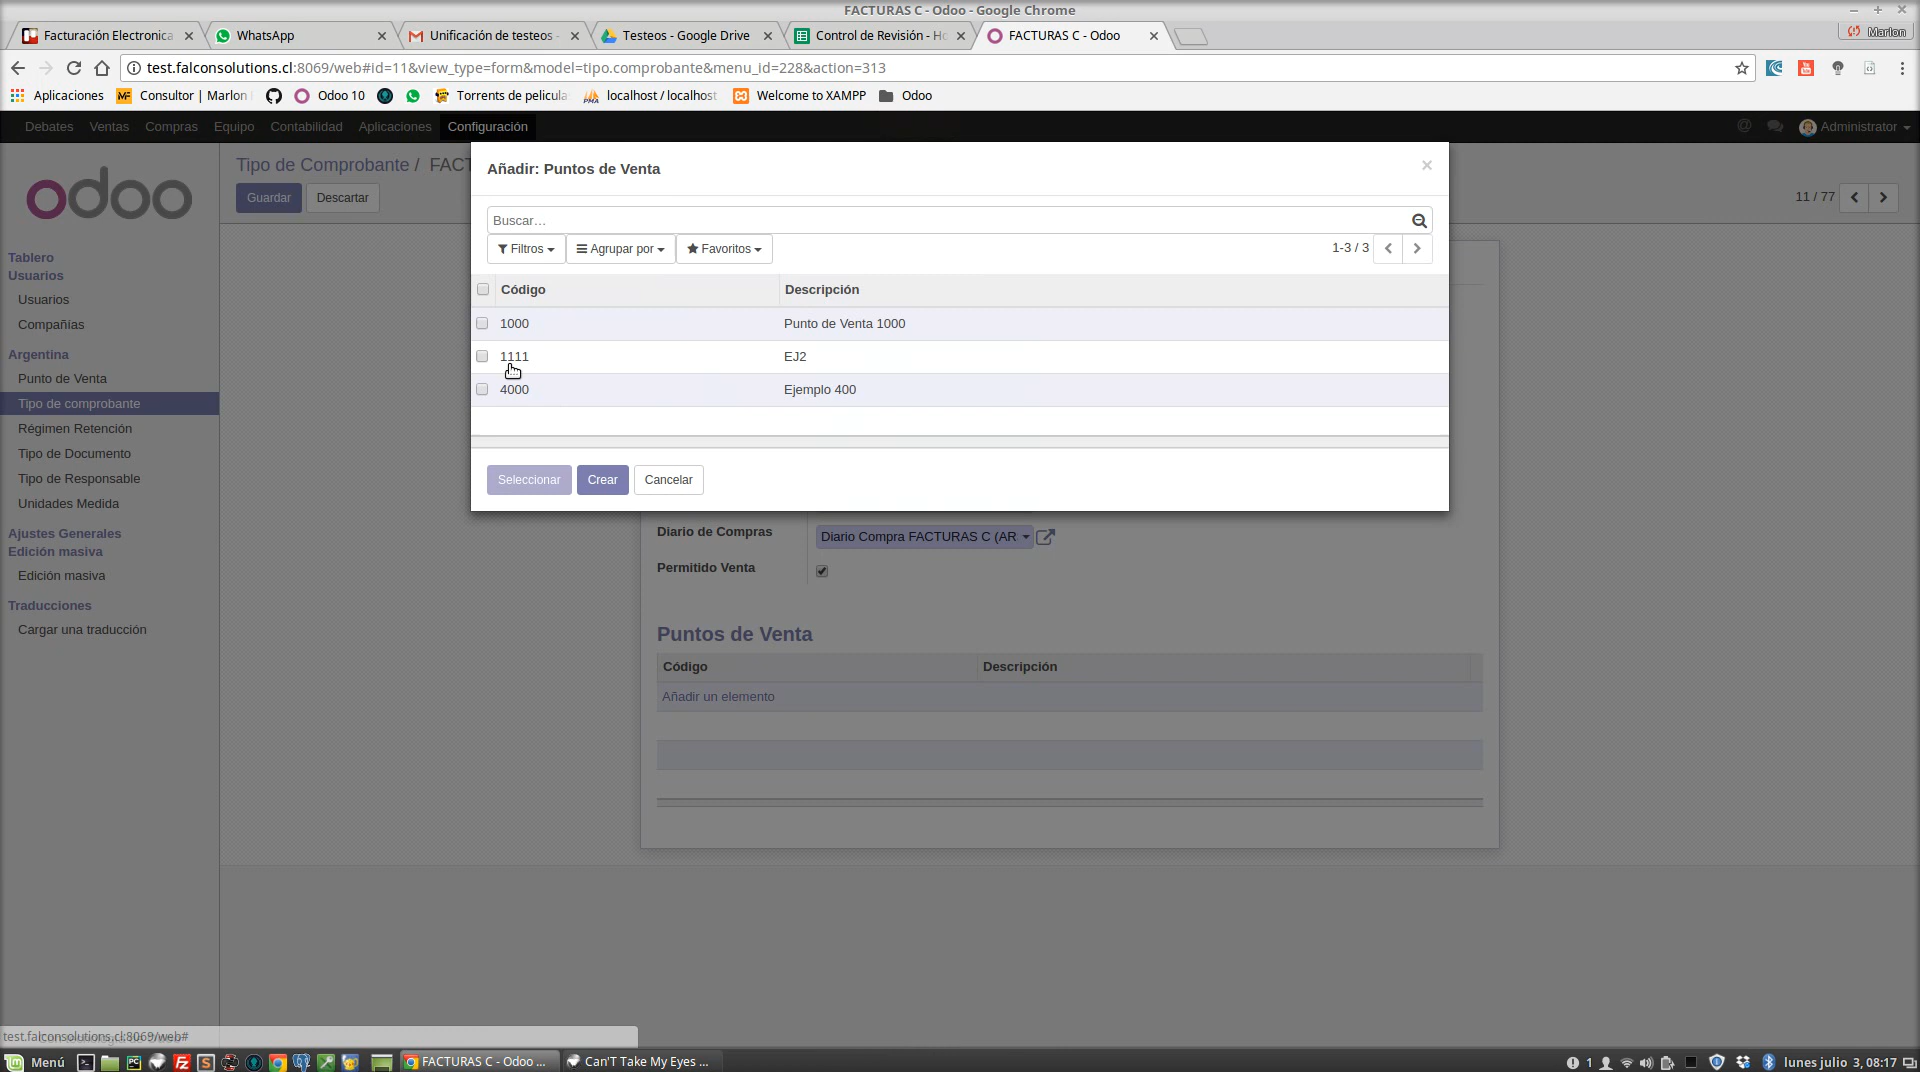 FACTURAS C - Odoo - Google Chrome
Facturación Electronica
WhatsApp
Unificación de testeos -
Testeos - Google Drive
Control de Revisión - Ho
FACTURAS C - Odoo
Marlon
test.falconsolutions.cl:8069/web#id=11&view_type=form&model=tipo.comprobante&menu_id=228&action=313
Aplicaciones
MF Consultor | Marlon
Odoo 10
Torrents de pelicula
PMA localhost / localhost
Welcome to XAMPP
Odoo
Debates Ventas Compras Equipo Contabilidad Aplicaciones Configuración
@ Administrator
odoo
Tipo de Comprobante / FACT
Guardar Descartar
11 / 77
Tablero
Usuarios
Usuarios
Compañías
Argentina
Punto de Venta
Tipo de comprobante
Régimen Retención
Tipo de Documento
Tipo de Responsable
Unidades Medida
Ajustes Generales
Edición masiva
Edición masiva
Traducciones
Cargar una traducción
Añadir: Puntos de Venta
×
Buscar...
Filtros Agrupar por Favoritos
1-3 / 3
Código Descripción
1000 Punto de Venta 1000
1111 EJ2
4000 Ejemplo 400
Seleccionar Crear Cancelar
Diario de Compras Diario Compra FACTURAS C (AR
Permitido Venta
Puntos de Venta
Código Descripción
Añadir un elemento
test.falconsolutions.cl:8069/web#
Menú
FACTURAS C - Odoo ...
Can'T Take My Eyes ...
1
lunes julio 3, 08:17